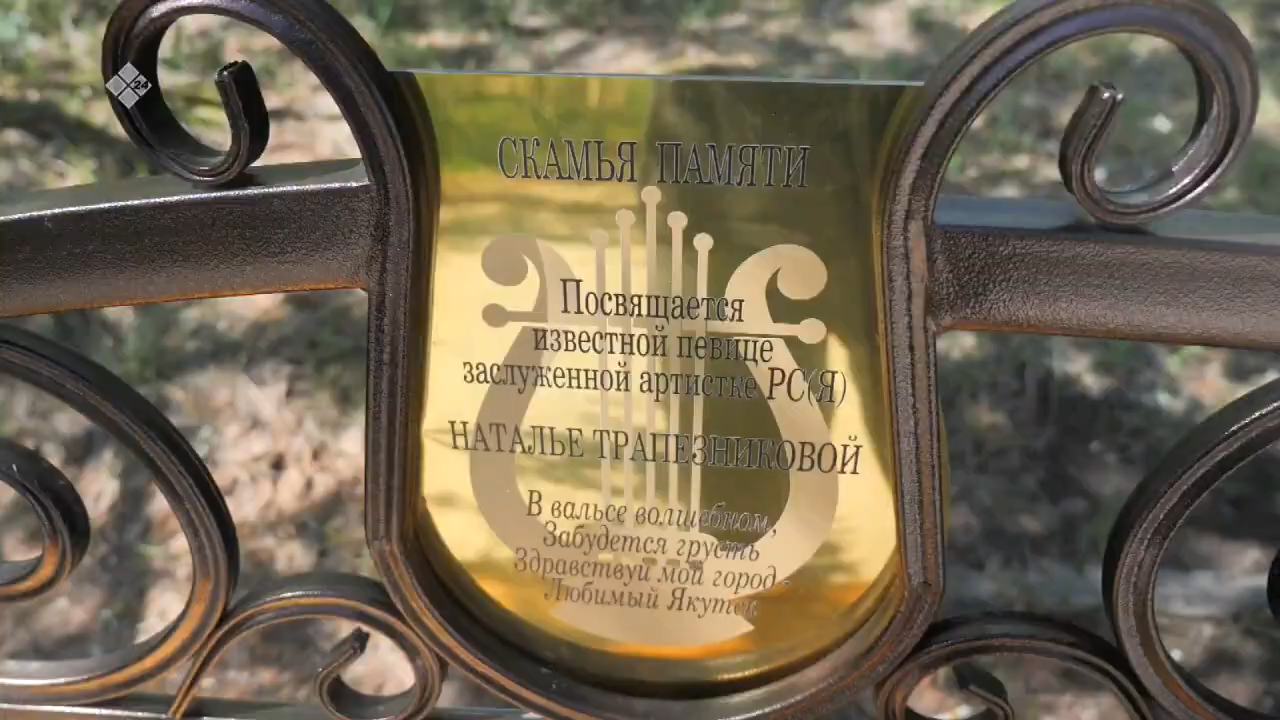 24
СКАМЬЯ ПАМЯТИ
Посвящается
известной певице
заслуженной артистке РС(Я)
НАТАЛЬЕ ТРАПЕЗНИКОВОЙ
В вальсе волшебном,
Забудется грусть
Здравствуй мой город -
Любимый Якутск